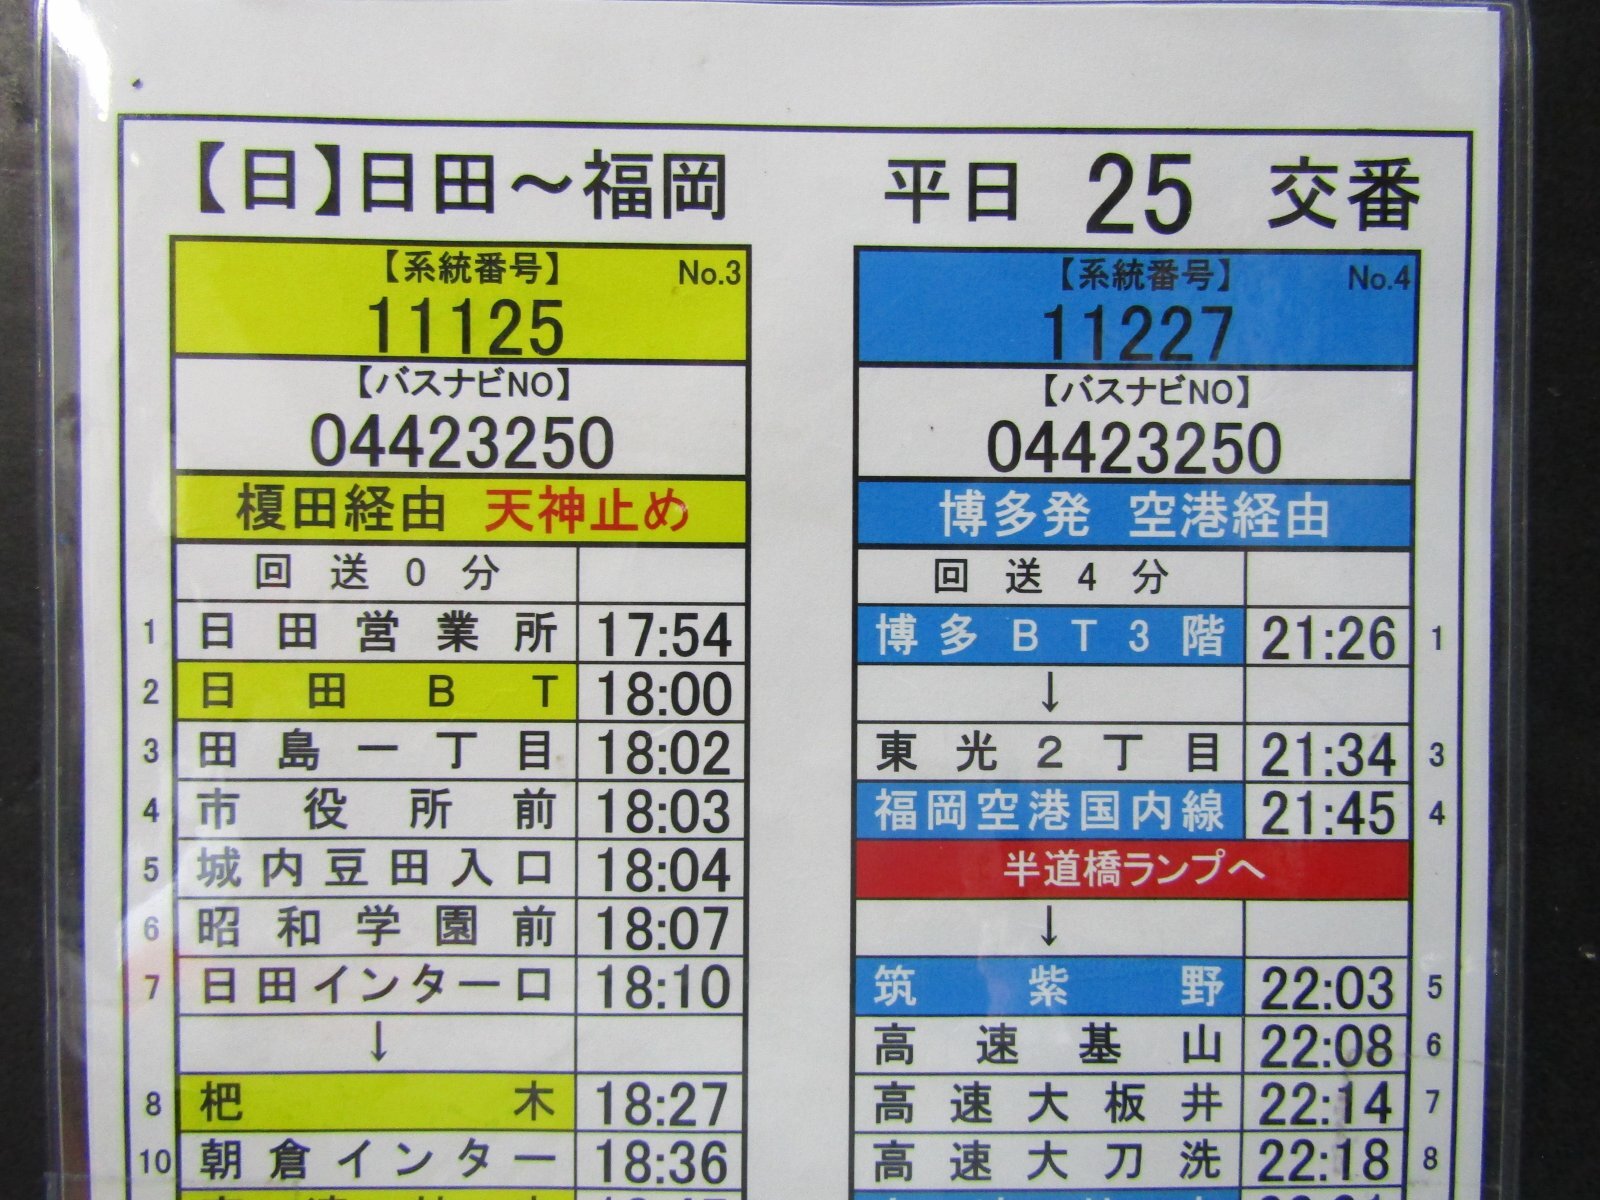 【日】日田～福岡
平日 25 交番
【系統番号】 No.3
11125
【バスナビNO】
04423250
榎田経由 天神止め
回送0分
1 日田営業所 17:54
2 日田BT 18:00
3 田島一丁目 18:02
4 市役所前 18:03
5 城内豆田入口 18:04
6 昭和学園前 18:07
7 日田インター口 18:10
↓
8 杷木 18:27
10 朝倉インター 18:36
【系統番号】 No.4
11227
【バスナビNO】
04423250
博多発 空港経由
回送4分
博多BT3階 21:26 1
↓
東光2丁目 21:34 3
福岡空港国内線 21:45 4
半道橋ランプへ
↓
筑紫野 22:03 5
高速基山 22:08 6
高速大板井 22:14 7
高速大刀洗 22:18 8